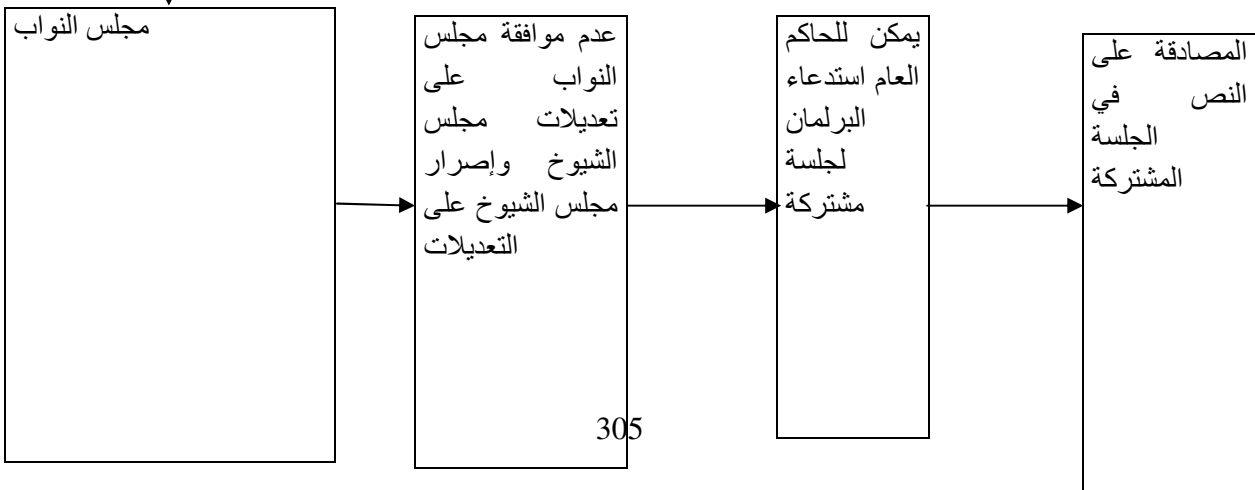 مجلس النواب
عدم موافقة مجلس
النواب على
تعديلات مجلس
الشيوخ وإصرار
مجلس الشيوخ على
التعديلات
يمكن للحاكم
العام استدعاء
البرلمان
لجلسة
مشتركة
المصادقة على
النص في
الجلسة
المشتركة
305